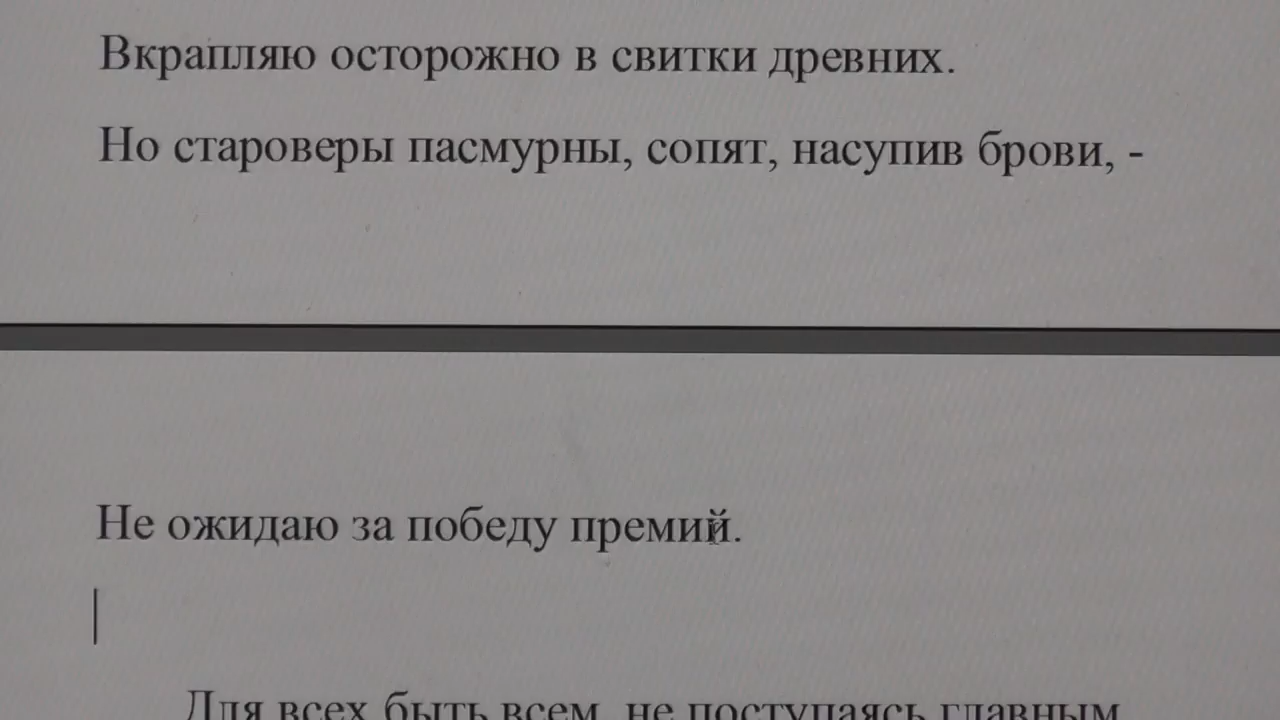 Вкрапляю осторожно в свитки древних.
Но староверы пасмурны, сопят, насупив брови, -
Не ожидаю за победу премий.
Для всех быть всем, не поступаясь главным